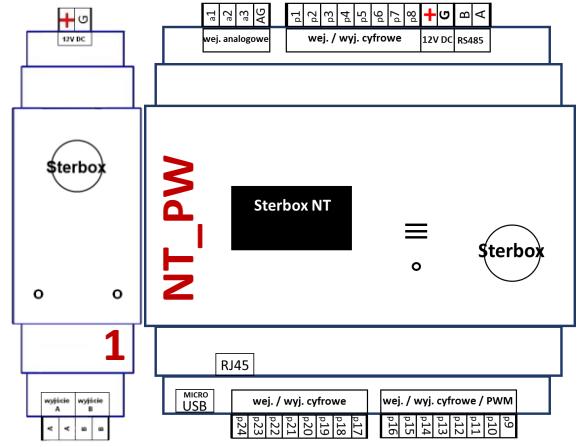 + G
12V DC
Sterbox
1
wyjście wyjście
A B
A A B B
a1 a2 a3 AG p1 p2 p3 p4 p5 p6 p7 p8 + G B A
wej. analogowe wej. / wyj. cyfrowe 12V DC RS485
NT_PW
Sterbox NT
Sterbox
RJ45
MICRO
USB
wej. / wyj. cyfrowe wej. / wyj. cyfrowe / PWM
p24 p23 p22 p21 p20 p19 p18 p17 p16 p15 p14 p13 p12 p11 p10 p9